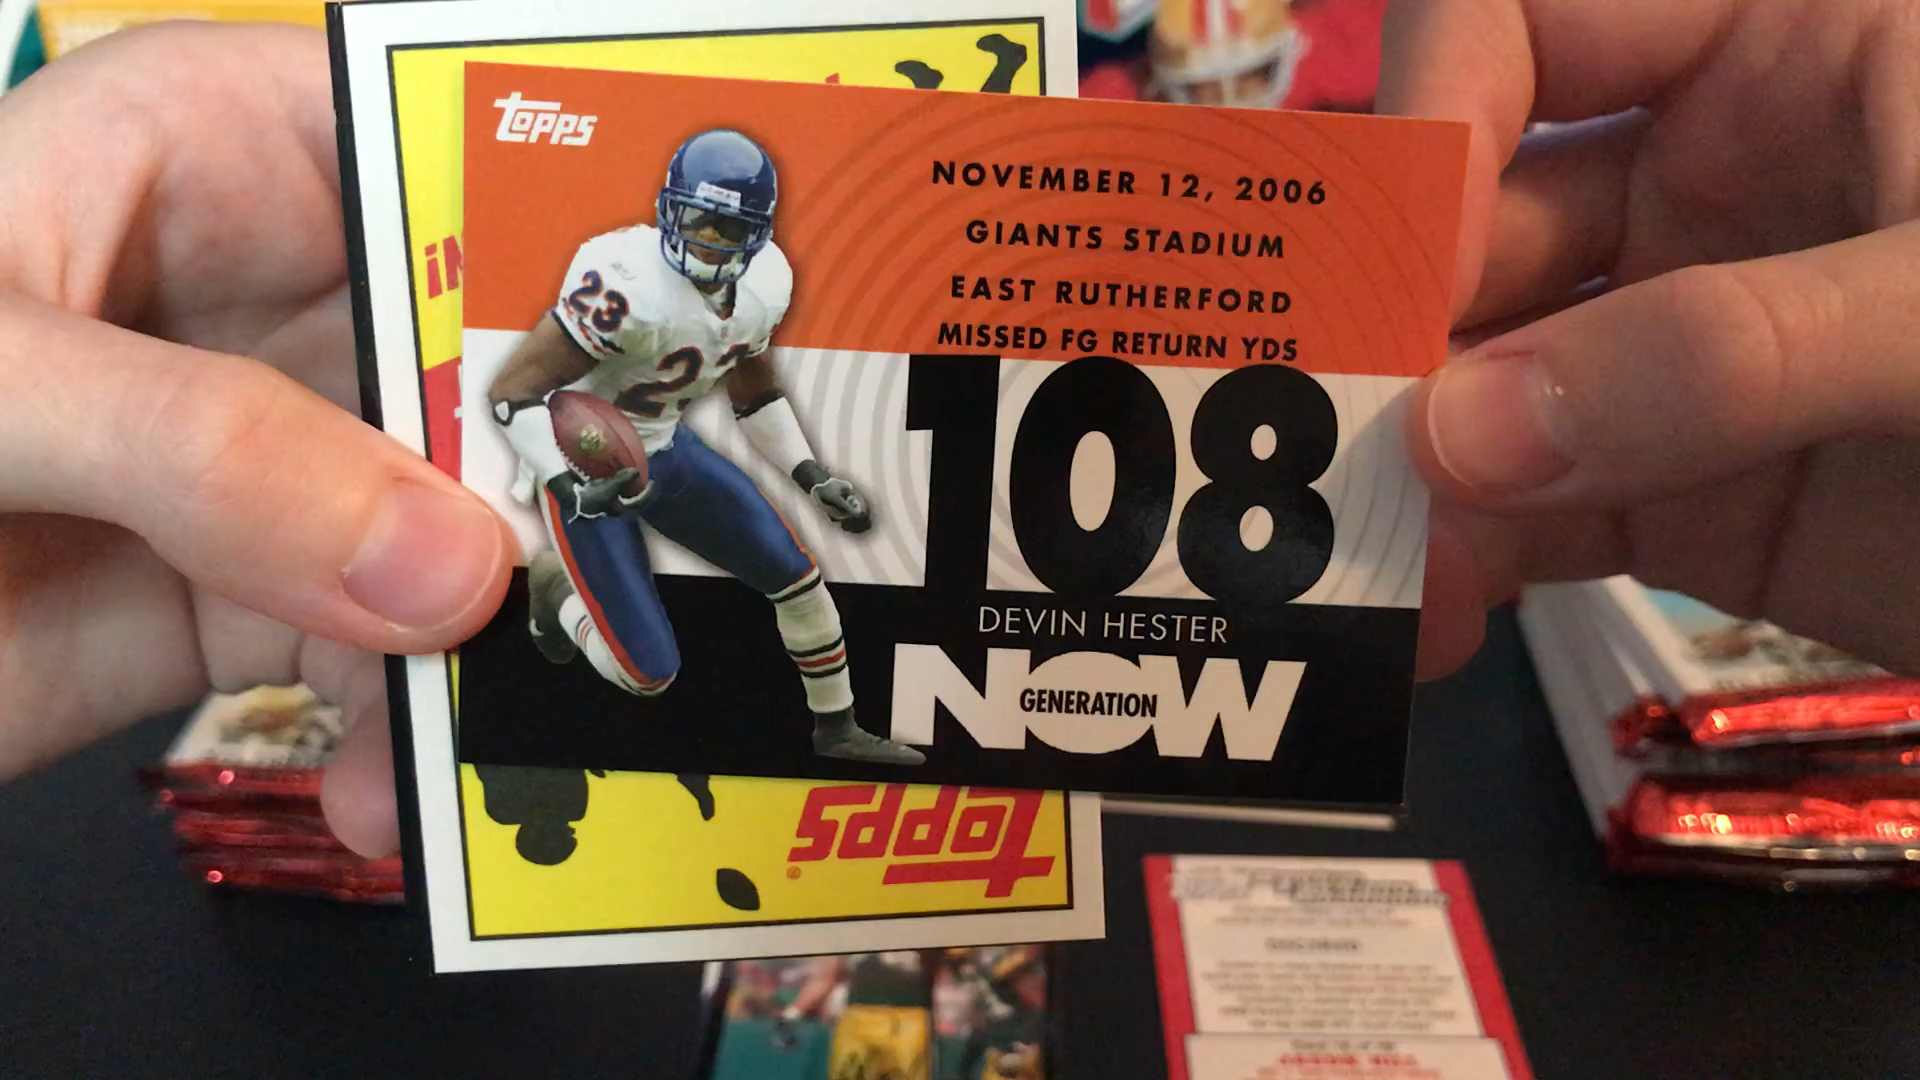 topps
NOVEMBER 12, 2006
GIANTS STADIUM
EAST RUTHERFORD
MISSED FG RETURN YDS
108
DEVIN HESTER
NOW
GENERATION
23
23
Topps